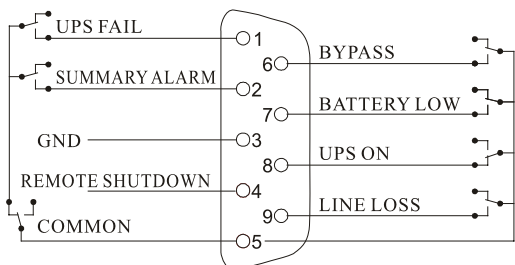 UPS FAIL
1
6
BYPASS
SUMMARY ALARM
2
7
BATTERY LOW
GND
3
8
UPS ON
REMOTE SHUTDOWN
4
9
LINE LOSS
COMMON
5